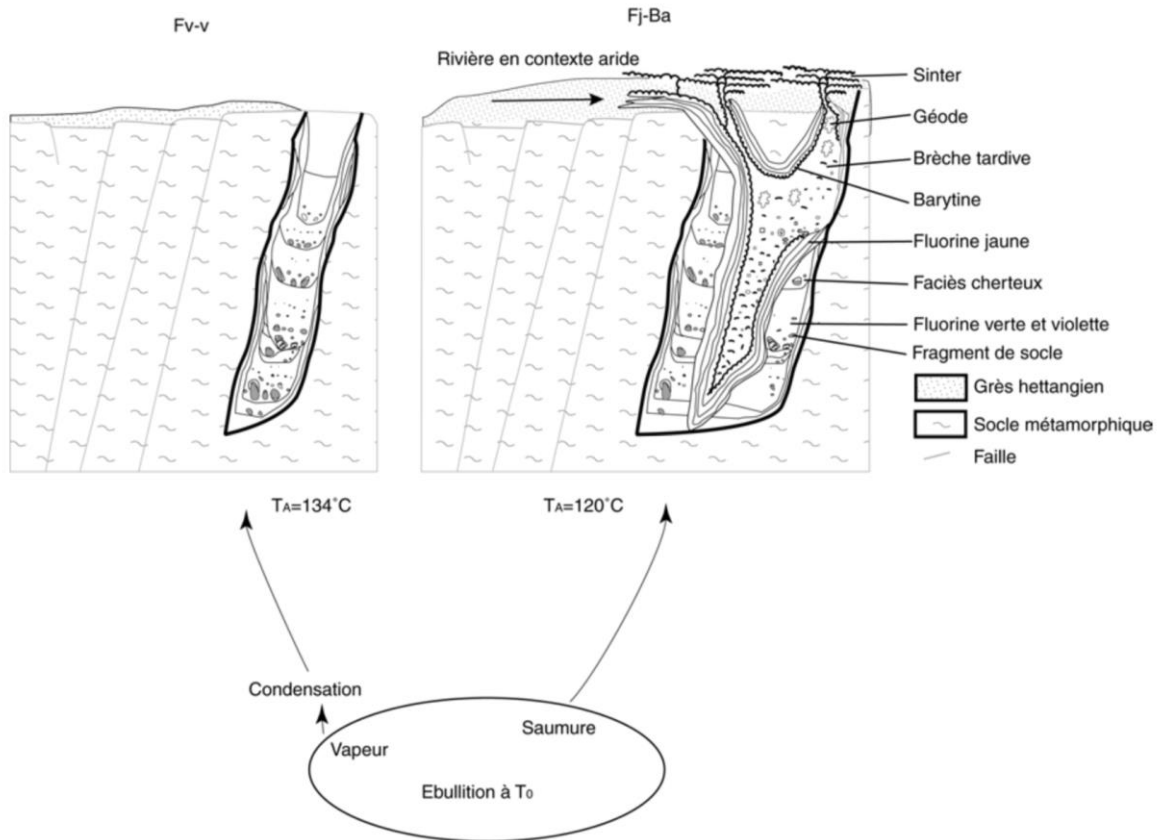 Fv-v
Fj-Ba
Rivière en contexte aride
Sinter
Géode
Brèche tardive
Barytine
Fluorine jaune
Faciès cherteux
Fluorine verte et violette
Fragment de socle
Grès hettangien
Socle métamorphique
Faille
TA=134°C
TA=120°C
Condensation
Vapeur
Saumure
Ebullition à T0